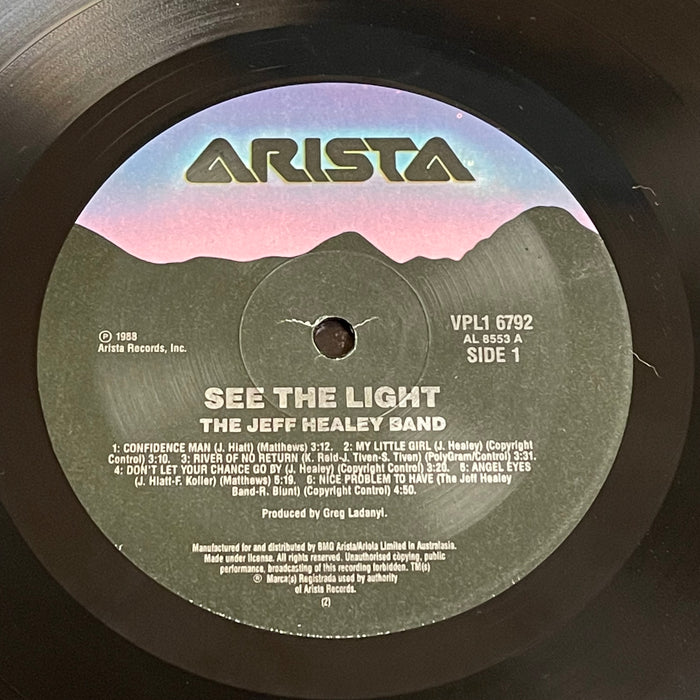 ARISTA
℗ 1988
Arista Records, Inc.
VPL1 6792
AL 8553 A
SIDE 1
SEE THE LIGHT
THE JEFF HEALEY BAND
1: CONFIDENCE MAN (J. Hiatt) (Matthews) 3:12. 2: MY LITTLE GIRL (J. Healey) (Copyright
Control) 3:10. 3: RIVER OF NO RETURN (K. Reid-J. Tiven-S. Tiven) (PolyGram/Control) 3:31.
4: DON'T LET YOUR CHANCE GO BY (J. Healey) (Copyright Control) 3:20. 5: ANGEL EYES
(J. Hiatt-F. Koller) (Matthews) 5:19. 6: NICE PROBLEM TO HAVE (The Jeff Healey
Band-R. Blunt) (Copyright Control) 4:50.
Produced by Greg Ladanyi.
Manufactured for and distributed by BMG Arista/Ariola Limited in Australasia.
Made under license. All rights reserved. Unauthorised copying, public
performance, broadcasting of this recording forbidden. TM(s)
® Marca(s) Registrada used by authority
of Arista Records.
(Z)